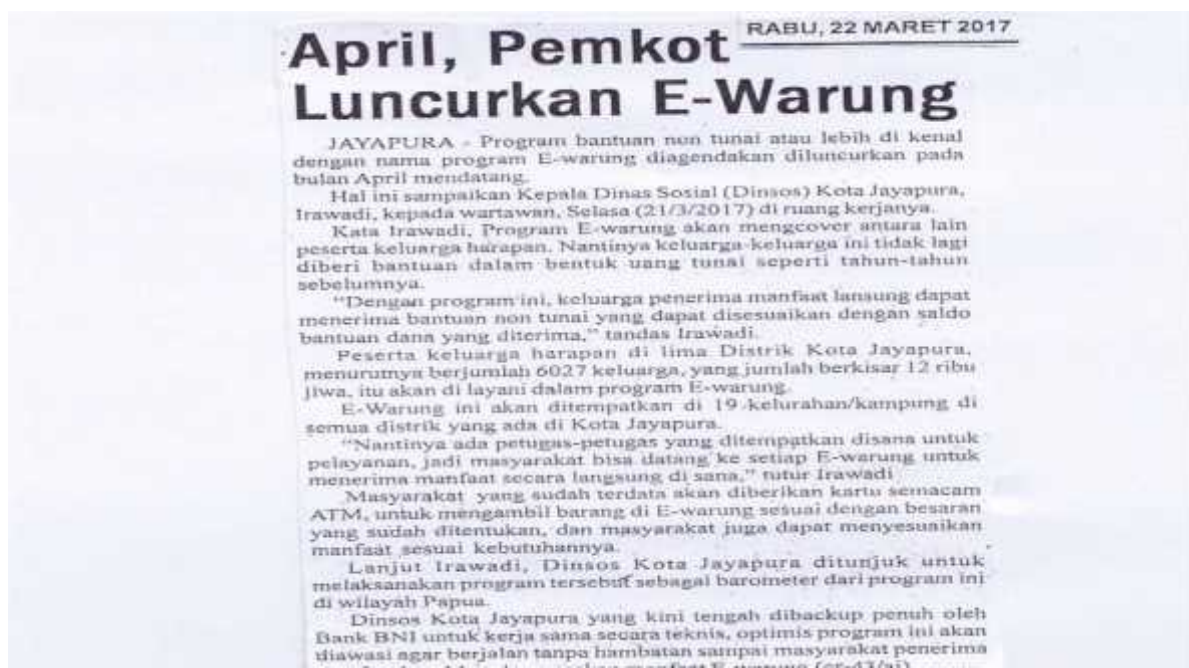 RABU, 22 MARET 2017
April, Pemkot
Luncurkan E-Warung
JAYAPURA - Program bantuan non tunai atau lebih di kenal
dengan nama program E-warung diagendakan diluncurkan pada
bulan April mendatang.
Hal ini sampaikan Kepala Dinas Sosial (Dinsos) Kota Jayapura,
Irawadi, kepada wartawan, Selasa (21/3/2017) di ruang kerjanya.
Kata Irawadi, Program E-warung akan mengcover antara lain
peserta keluarga harapan. Nantinya keluarga-keluarga ini tidak lagi
diberi bantuan dalam bentuk uang tunai seperti tahun-tahun
sebelumnya.
"Dengan program ini, keluarga penerima manfaat lansung dapat
menerima bantuan non tunai yang dapat disesuaikan dengan saldo
bantuan dana yang diterima," tandas Irawadi.
Peserta keluarga harapan di lima Distrik Kota Jayapura,
menurutnya berjumlah 6027 keluarga, yang jumlah berkisar 12 ribu
jiwa, itu akan di layani dalam program E-warung.
E-Warung ini akan ditempatkan di 19 kelurahan/kampung di
semua distrik yang ada di Kota Jayapura.
"Nantinya ada petugas-petugas yang ditempatkan disana untuk
pelayanan, jadi masyarakat bisa datang ke setiap E-warung untuk
menerima manfaat secara langsung di sana," tutur Irawadi
Masyarakat yang sudah terdata akan diberikan kartu semacam
ATM, untuk mengambil barang di E-warung sesuai dengan besaran
yang sudah ditentukan, dan masyarakat juga dapat menyesuaikan
manfaat sesuai kebutuhannya.
Lanjut Irawadi, Dinsos Kota Jayapura ditunjuk untuk
melaksanakan program tersebut sebagai barometer dari program ini
di wilayah Papua.
Dinsos Kota Jayapura yang kini tengah dibackup penuh oleh
Bank BNI untuk kerja sama secara teknis, optimis program ini akan
diawasi agar berjalan tanpa hambatan sampai masyarakat penerima
manfaat E-warung (cr-43/ai)